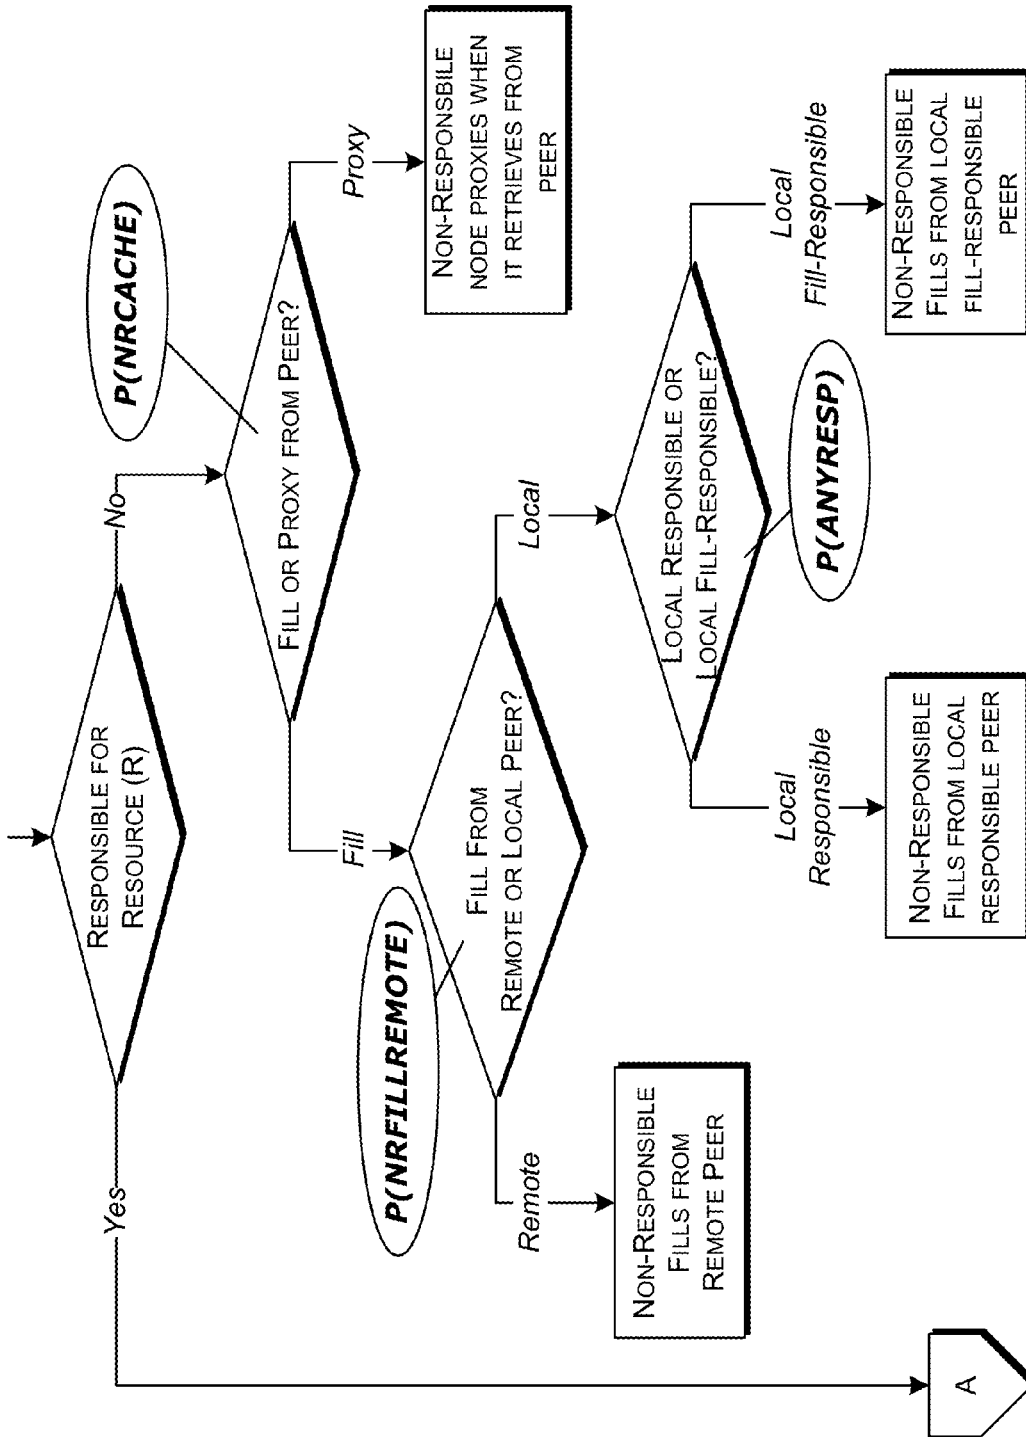 RESPONSIBLE FOR
RESOURCE (R)
Yes
No
P(NRCACHE)
FILL OR PROXY FROM PEER?
Proxy
NON-RESPONSBILE
NODE PROXIES WHEN
IT RETRIEVES FROM
PEER
Fill
P(NRFILLREMOTE)
FILL FROM
REMOTE OR LOCAL PEER?
Remote
NON-RESPONSIBLE
FILLS FROM
REMOTE PEER
Local
LOCAL RESPONSIBLE OR
LOCAL FILL-RESPONSIBLE?
P(ANYRESP)
Local
Responsible
NON-RESPONSIBLE
FILLS FROM LOCAL
RESPONSIBLE PEER
Local
Fill-Responsible
NON-RESPONSIBLE
FILLS FROM LOCAL
FILL-RESPONSIBLE
PEER
A